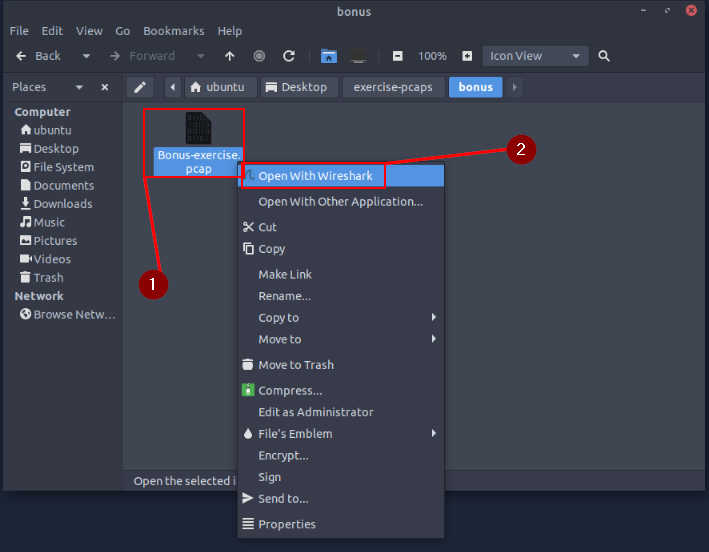 bonus
File Edit View Go Bookmarks Help
Back Forward 100% Icon View
Places ubuntu Desktop exercise-pcaps bonus
Computer
ubuntu
Desktop
File System
Documents
Downloads
Music
Pictures
Videos
Trash
Network
Browse Netw...
Bonus-exercise.
pcap
1
2
Open With Wireshark
Open With Other Application...
Cut
Copy
Make Link
Rename...
Copy to
Move to
Move to Trash
Compress...
Edit as Administrator
File's Emblem
Encrypt...
Sign
Send to...
Properties
Open the selected i